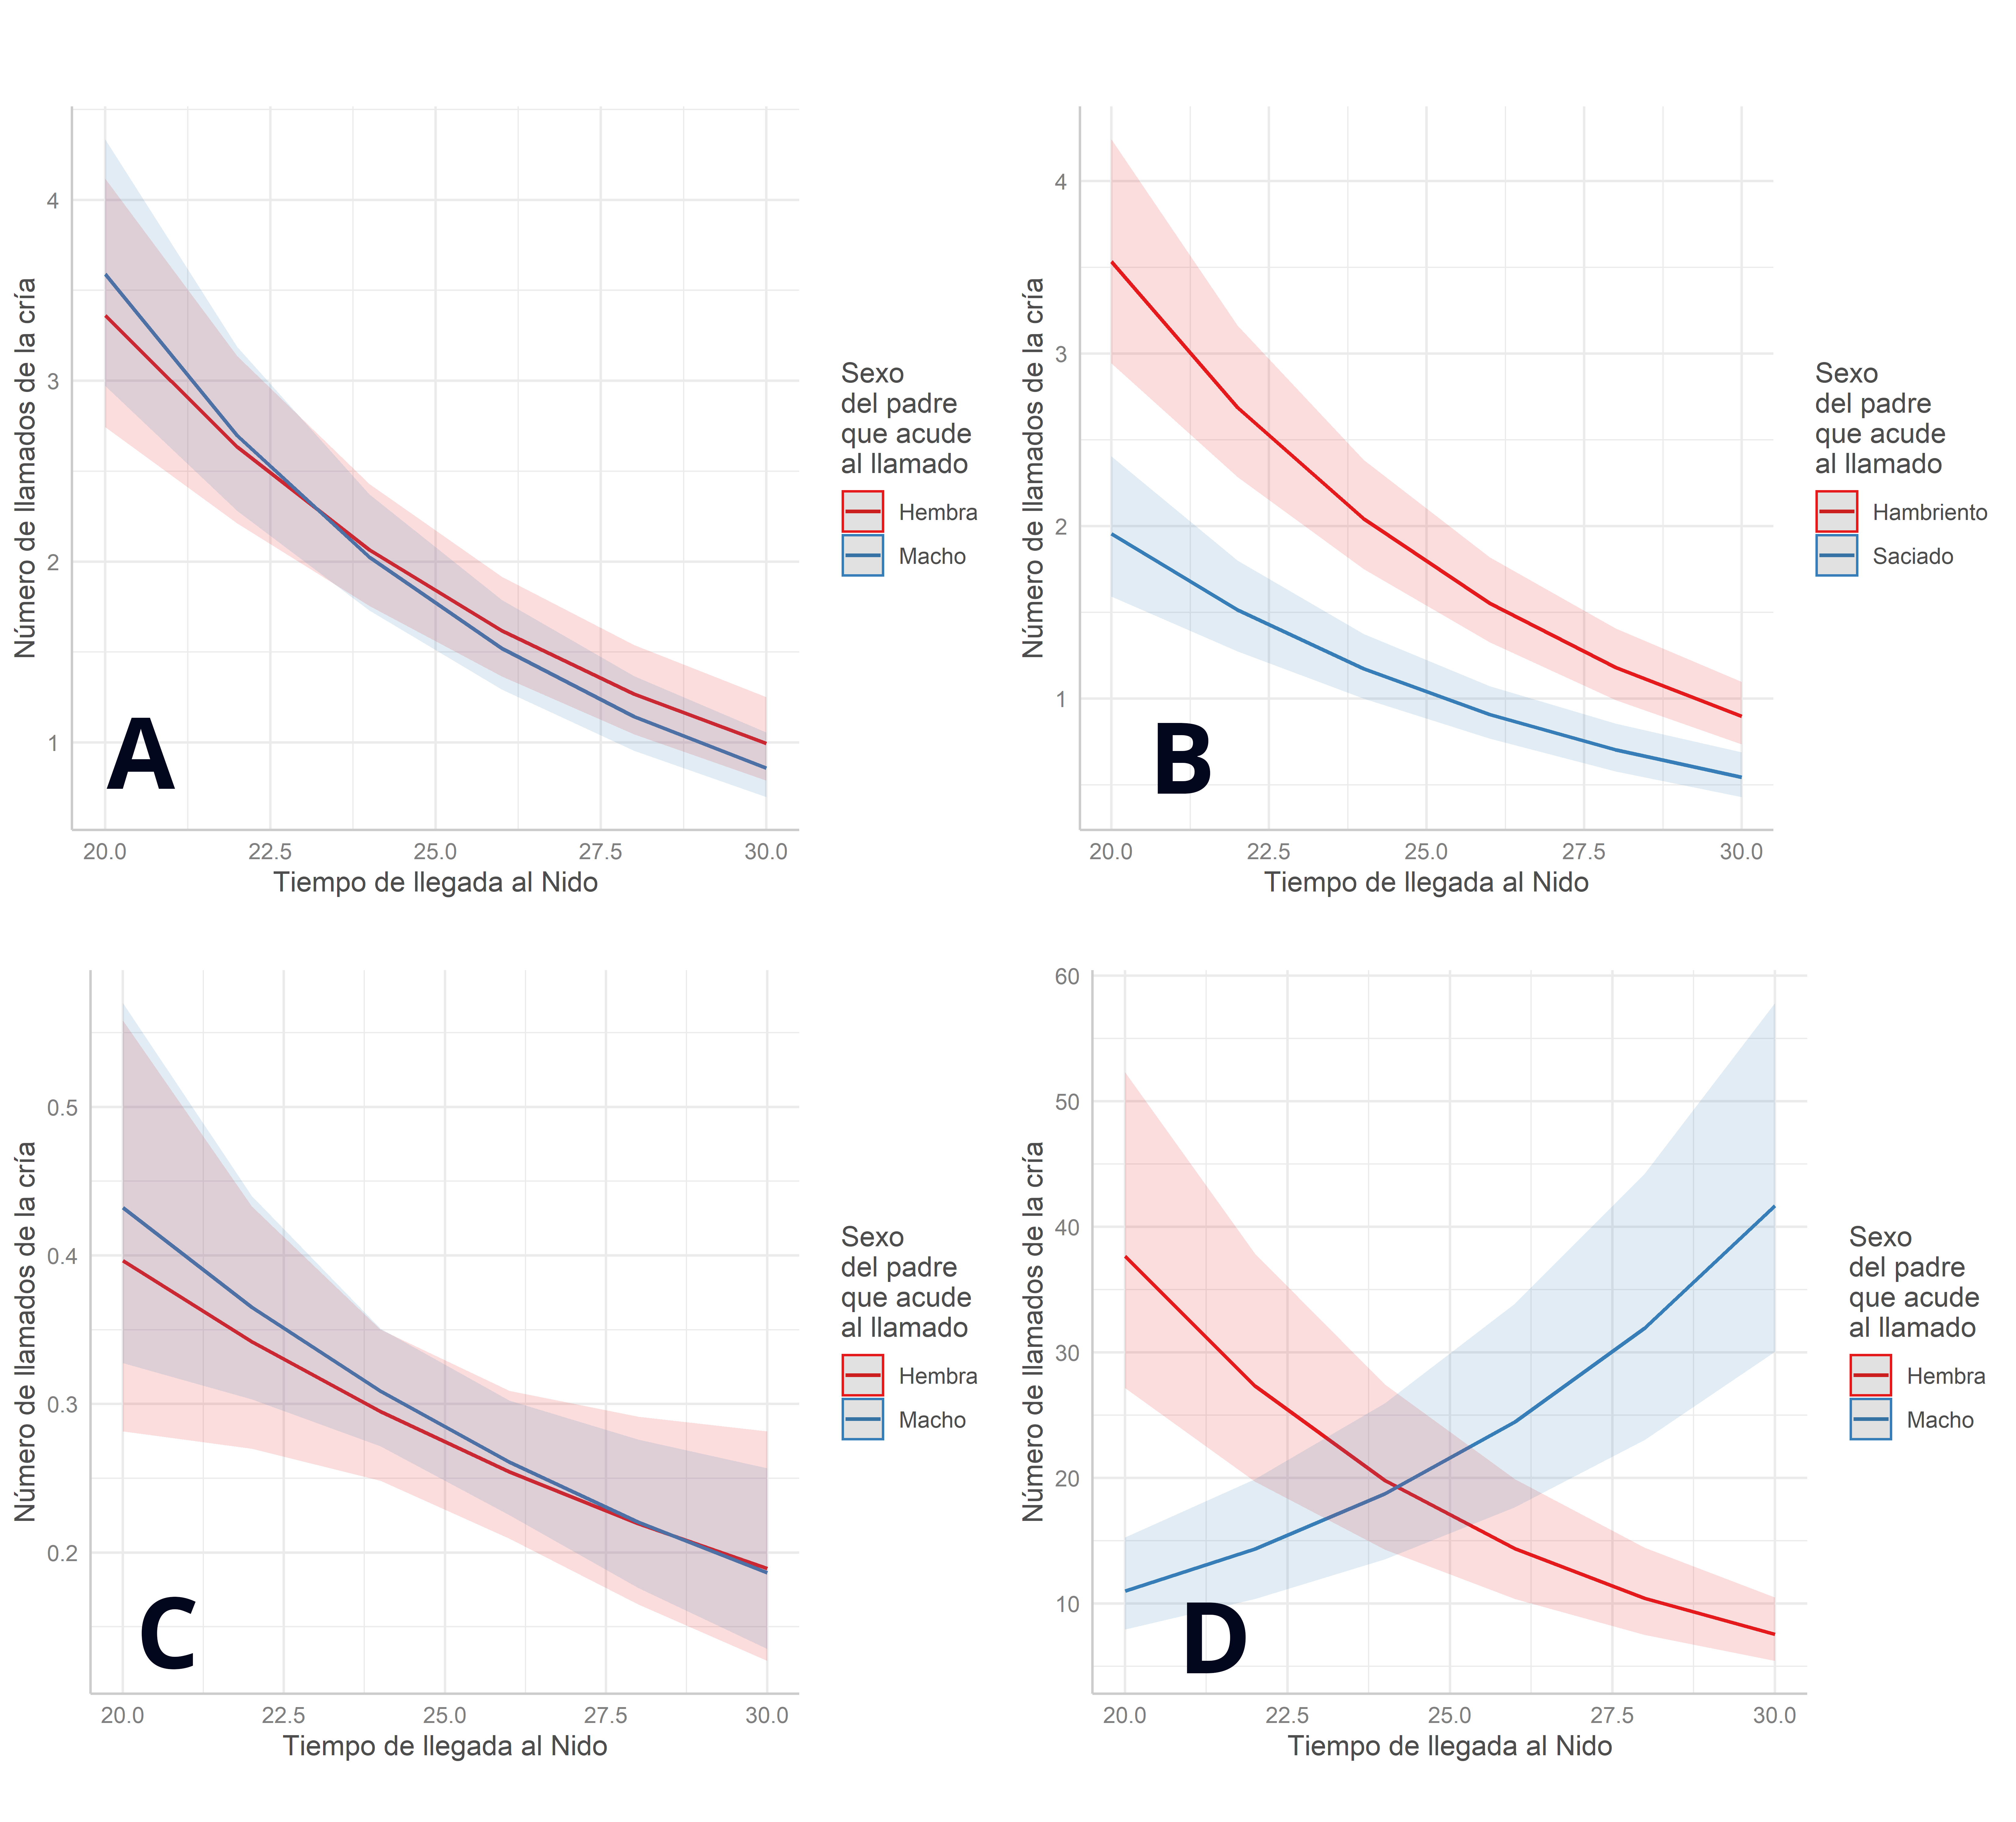 4
3
2
1
Número de llamados de la cría
20.0 22.5 25.0 27.5 30.0
Tiempo de llegada al Nido
Sexo
del padre
que acude
al llamado
Hembra
Macho
A
4
3
2
1
Número de llamados de la cría
20.0 22.5 25.0 27.5 30.0
Tiempo de llegada al Nido
Sexo
del padre
que acude
al llamado
Hambriento
Saciado
B
0.5
0.4
0.3
0.2
Número de llamados de la cría
20.0 22.5 25.0 27.5 30.0
Tiempo de llegada al Nido
Sexo
del padre
que acude
al llamado
Hembra
Macho
C
60
50
40
30
20
10
Número de llamados de la cría
20.0 22.5 25.0 27.5 30.0
Tiempo de llegada al Nido
Sexo
del padre
que acude
al llamado
Hembra
Macho
D